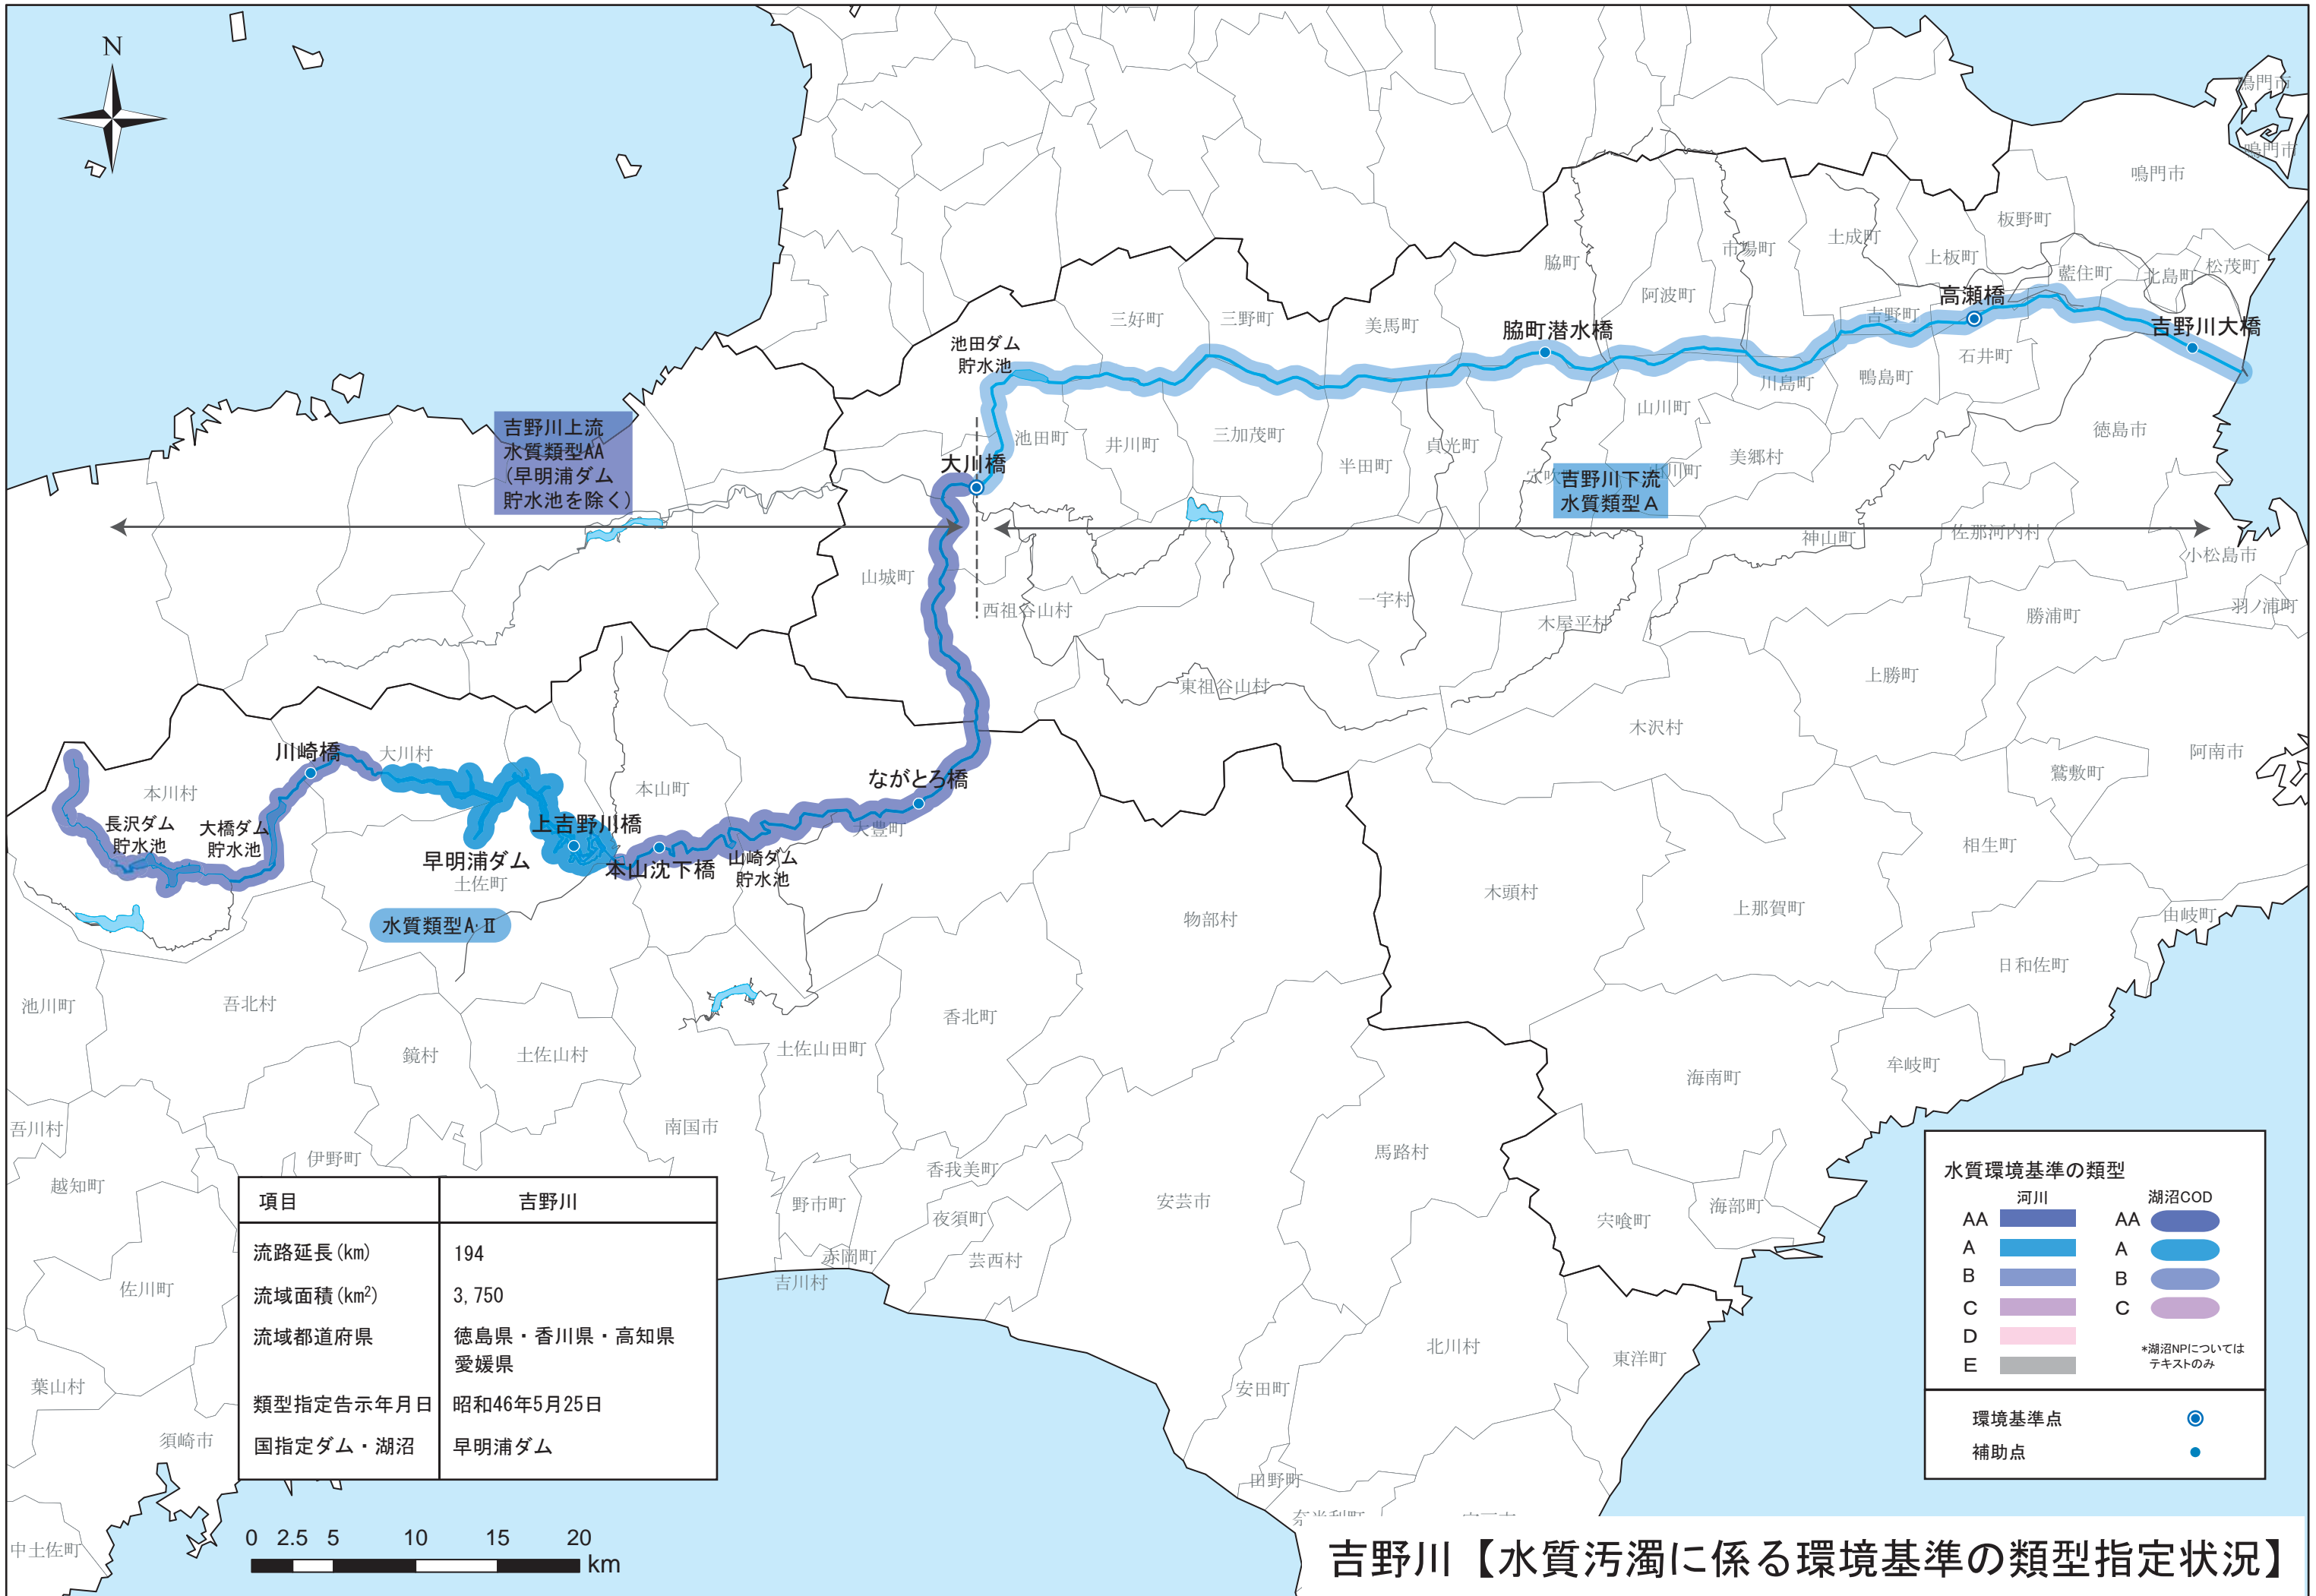 N
鳴門市
鳴門市
鳴門市
板野町
土成町
市場町
上板町
脇町
松茂町
藍住町
北島町
阿波町
高瀬橋
吉野町
三好町
三野町
美馬町
脇町潜水橋
吉野川大橋
池田ダム
貯水池
石井町
鴨島町
川島町
山川町
徳島市
吉野川上流
水質類型AA
(早明浦ダム
貯水池を除く)
池田町
井川町
三加茂町
貞光町
半田町
美郷村
大川橋
吉野川下流
水質類型A
神山町
佐那河内村
小松島市
山城町
西祖谷山村
一宇村
木屋平村
勝浦町
羽ノ浦町
東祖谷山村
上勝町
木沢村
阿南市
鷲敷町
川崎橋
大川村
本川村
本山町
ながとろ橋
長沢ダム
貯水池
大橋ダム
貯水池
上吉野川橋
大豊町
早明浦ダム
本山沈下橋
山崎ダム
貯水池
土佐町
相生町
木頭村
上那賀町
物部村
由岐町
水質類型A・Ⅱ
日和佐町
池川町
吾北村
香北町
鏡村
土佐山村
土佐山田町
海南町
牟岐町
吾川村
南国市
伊野町
馬路村
香我美町
越知町
野市町
夜須町
安芸市
宍喰町
海部町
赤岡町
芸西村
吉川村
佐川町
北川村
東洋町
葉山村
安田町
須崎市
田野町
中土佐町
項目 吉野川
流路延長(km) 194
流域面積(km²) 3,750
流域都道府県 徳島県・香川県・高知県
愛媛県
類型指定告示年月日 昭和46年5月25日
国指定ダム・湖沼 早明浦ダム
水質環境基準の類型
河川 湖沼COD
AA AA
A A
B B
C C
D
E
*湖沼NPについては
テキストのみ
環境基準点
補助点
0 2.5 5 10 15 20
km
吉野川【水質汚濁に係る環境基準の類型指定状況】